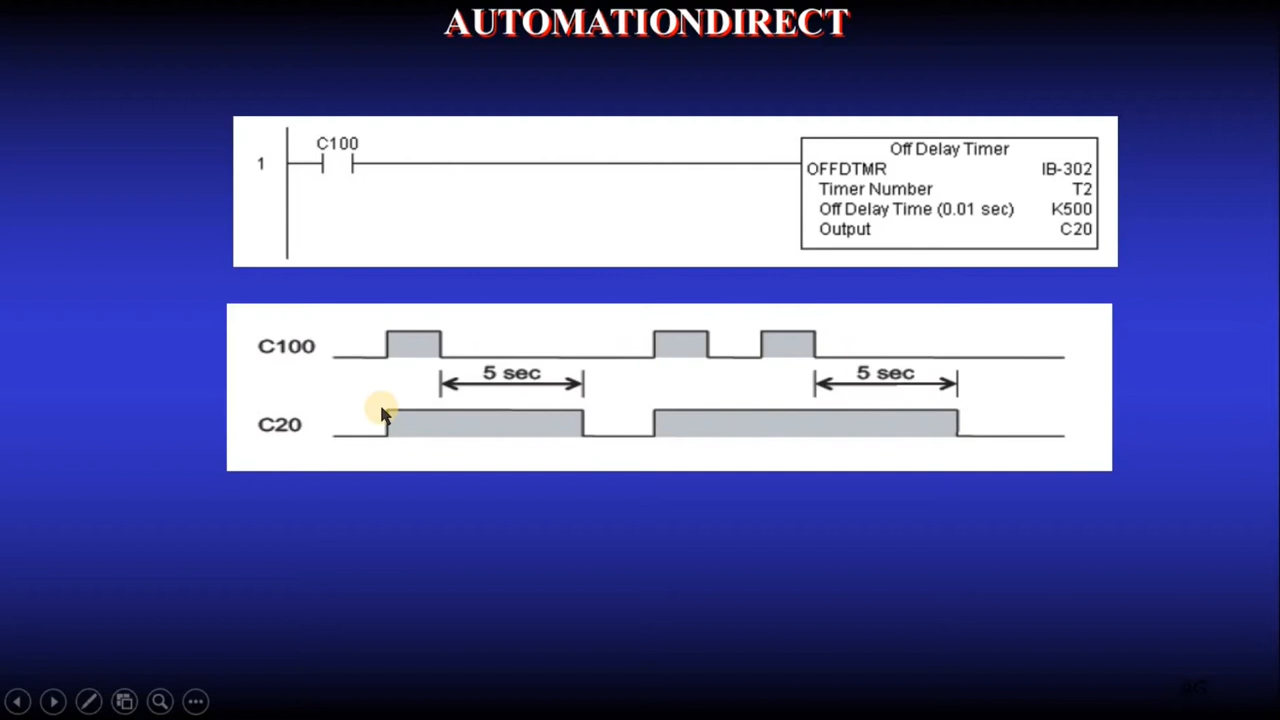 AUTOMATIONDIRECT
C100
1
Off Delay Timer
OFFDTMR IB-302
Timer Number T2
Off Delay Time (0.01 sec) K500
Output C20
C100
5 sec 5 sec
C20